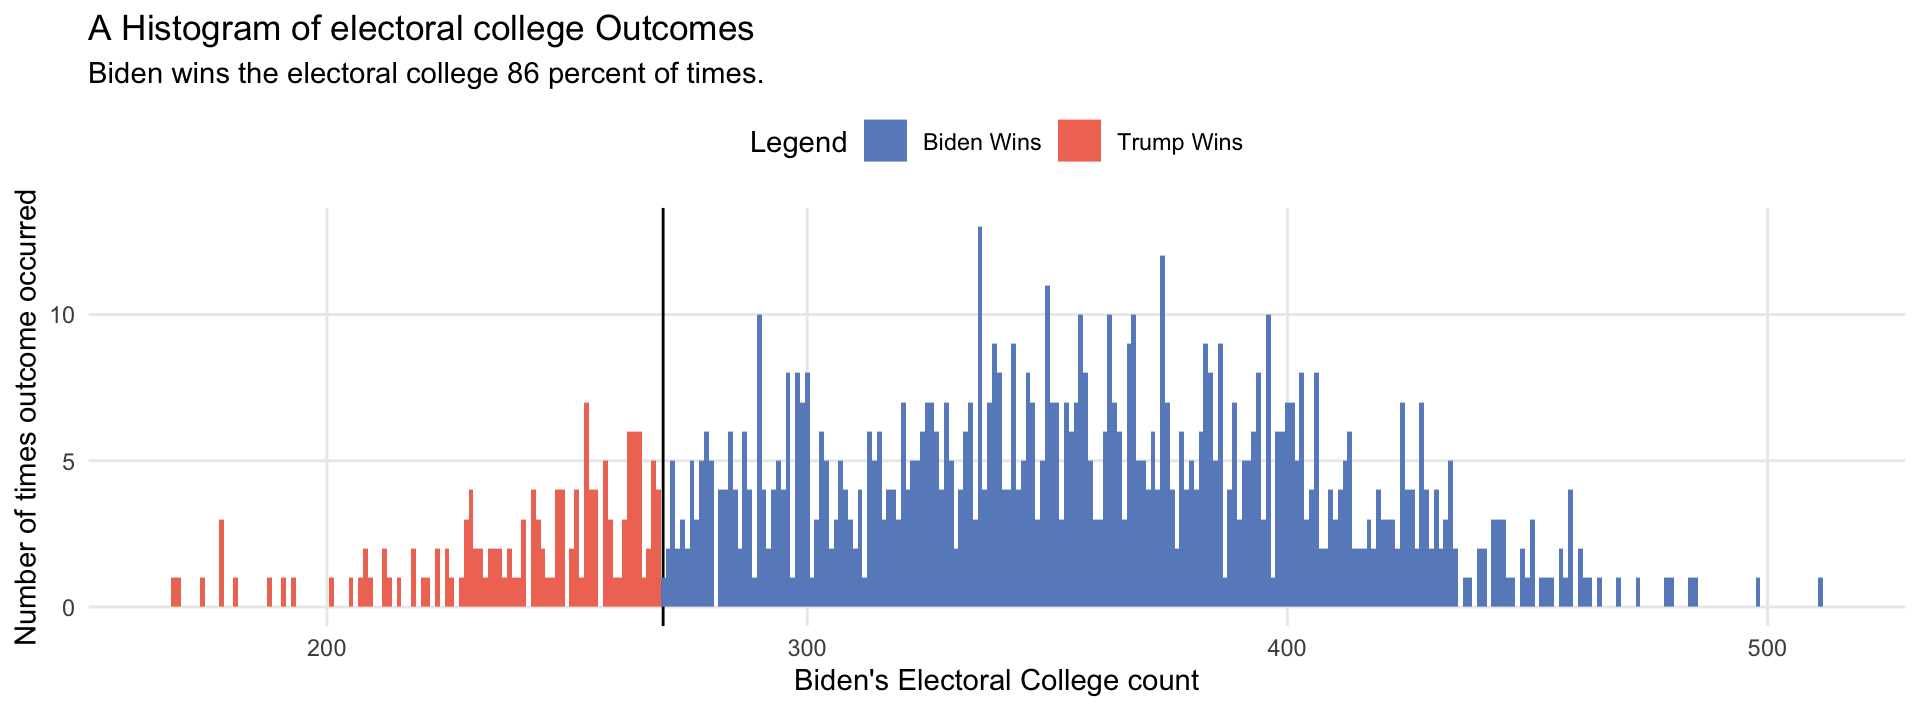 A Histogram of electoral college Outcomes
Biden wins the electoral college 86 percent of times.
Legend Biden Wins Trump Wins
Number of times outcome occurred
10
5
0
200 300 400 500
Biden's Electoral College count